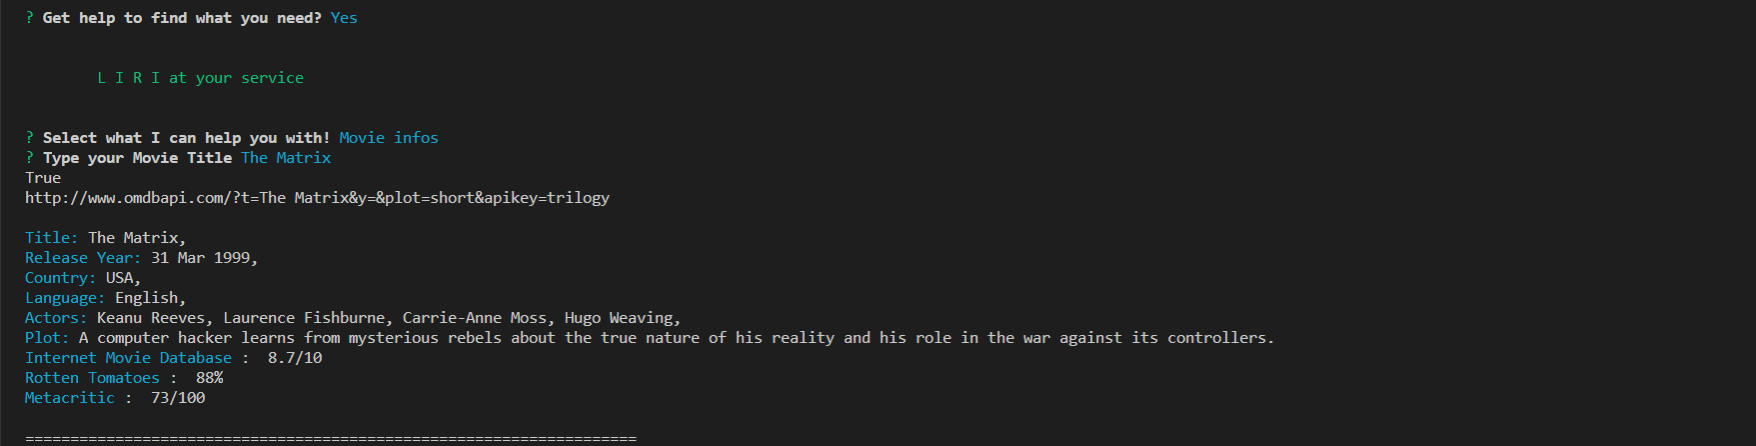 ? Get help to find what you need? Yes
L I R I at your service
? Select what I can help you with! Movie infos
? Type your Movie Title The Matrix
True
http://www.omdbapi.com/?t=The Matrix&y=&plot=short&apikey=trilogy
Title: The Matrix,
Release Year: 31 Mar 1999,
Country: USA,
Language: English,
Actors: Keanu Reeves, Laurence Fishburne, Carrie-Anne Moss, Hugo Weaving,
Plot: A computer hacker learns from mysterious rebels about the true nature of his reality and his role in the war against its controllers.
Internet Movie Database :  8.7/10
Rotten Tomatoes :  88%
Metacritic :  73/100
====================================================================